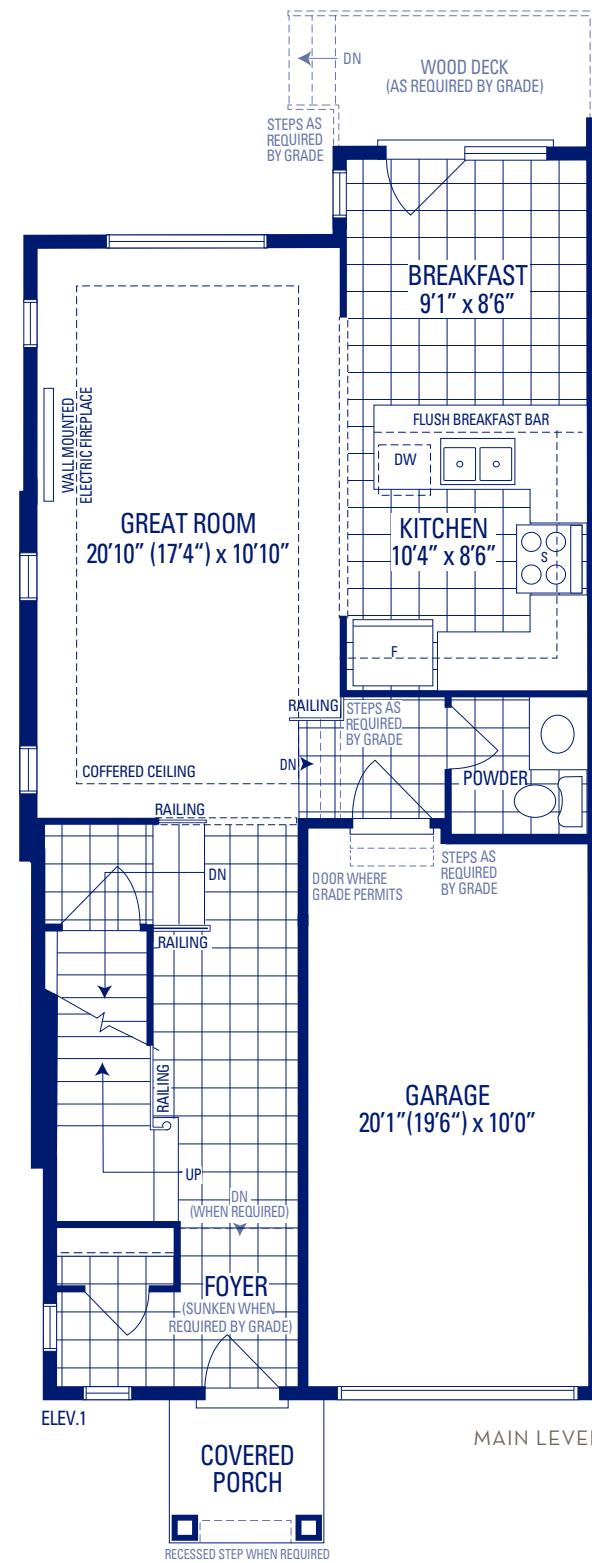 DN
WOOD DECK
(AS REQUIRED BY GRADE)
STEPS AS
REQUIRED
BY GRADE
BREAKFAST
9'1” x 8'6”
FLUSH BREAKFAST BAR
DW
WALL MOUNTED
ELECTRIC FIREPLACE
GREAT ROOM
20'10” (17'4“) x 10'10”
KITCHEN
10'4” x 8'6”
S
F
RAILING
STEPS AS
REQUIRED
BY GRADE
DN
COFFERED CEILING
POWDER
RAILING
DN
DOOR WHERE
GRADE PERMITS
STEPS AS
REQUIRED
BY GRADE
RAILING
RAILING
GARAGE
20'1”(19'6“) x 10'0”
UP
DN
(WHEN REQUIRED)
FOYER
(SUNKEN WHEN
REQUIRED BY GRADE)
ELEV.1
MAIN LEVEL
COVERED
PORCH
RECESSED STEP WHEN REQUIRED